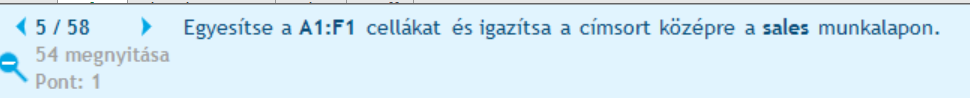 5 / 58 Egyesítse a A1:F1 cellákat és igazítsa a címsort középre a sales munkalapon.
54 megnyitása
Pont: 1